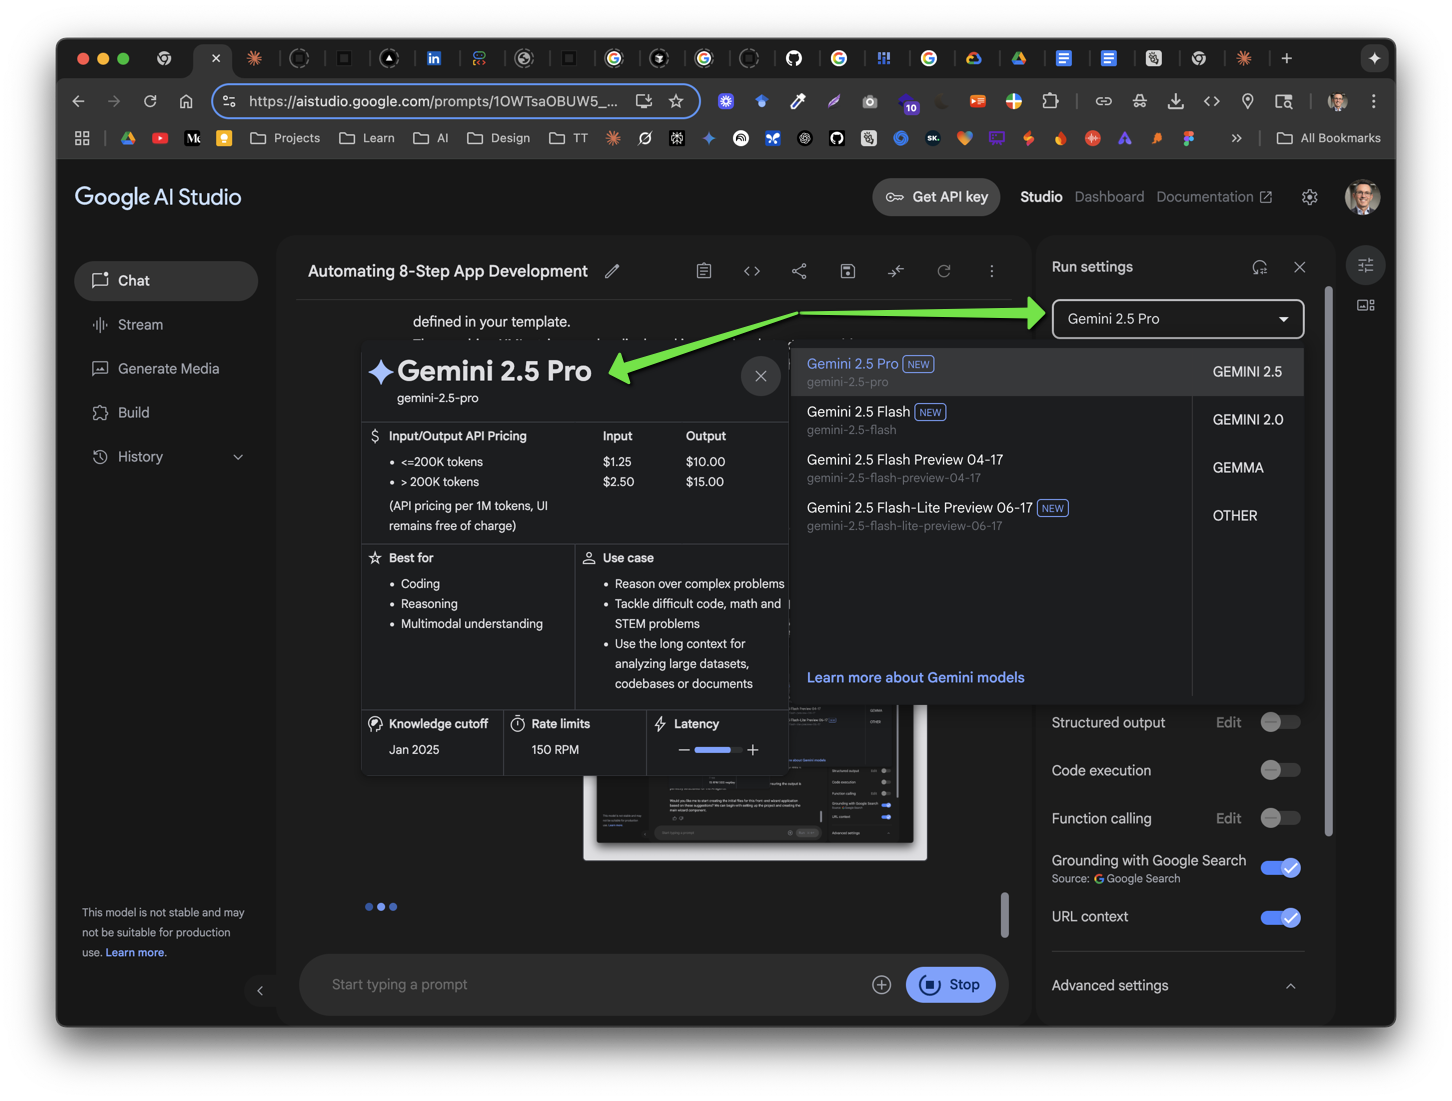 https://aistudio.google.com/prompts/1OWTsaOBUW5_...
10
Projects
Learn
AI
Design
TT
SK.
All Bookmarks
Google AI Studio
Get API key
Studio
Dashboard
Documentation
Chat
Stream
Generate Media
Build
History
This model is not stable and may
not be suitable for production
use. Learn more.
Automating 8-Step App Development
defined in your template.
Gemini 2.5 Pro
gemini-2.5-pro
Input/Output API Pricing Input Output
• <=200K tokens $1.25 $10.00
• > 200K tokens $2.50 $15.00
(API pricing per 1M tokens, UI
remains free of charge)
Best for
• Coding
• Reasoning
• Multimodal understanding
Use case
• Reason over complex problems
• Tackle difficult code, math and
STEM problems
• Use the long context for
analyzing large datasets,
codebases or documents
Knowledge cutoff
Jan 2025
Rate limits
150 RPM
Latency
Start typing a prompt
Stop
Run settings
Gemini 2.5 Pro
Gemini 2.5 Pro NEW
gemini-2.5-pro
Gemini 2.5 Flash NEW
gemini-2.5-flash
Gemini 2.5 Flash Preview 04-17
gemini-2.5-flash-preview-04-17
Gemini 2.5 Flash-Lite Preview 06-17 NEW
gemini-2.5-flash-lite-preview-06-17
Learn more about Gemini models
GEMINI 2.5
GEMINI 2.0
GEMMA
OTHER
Structured output Edit
Code execution
Function calling Edit
Grounding with Google Search
Source: Google Search
URL context
Advanced settings